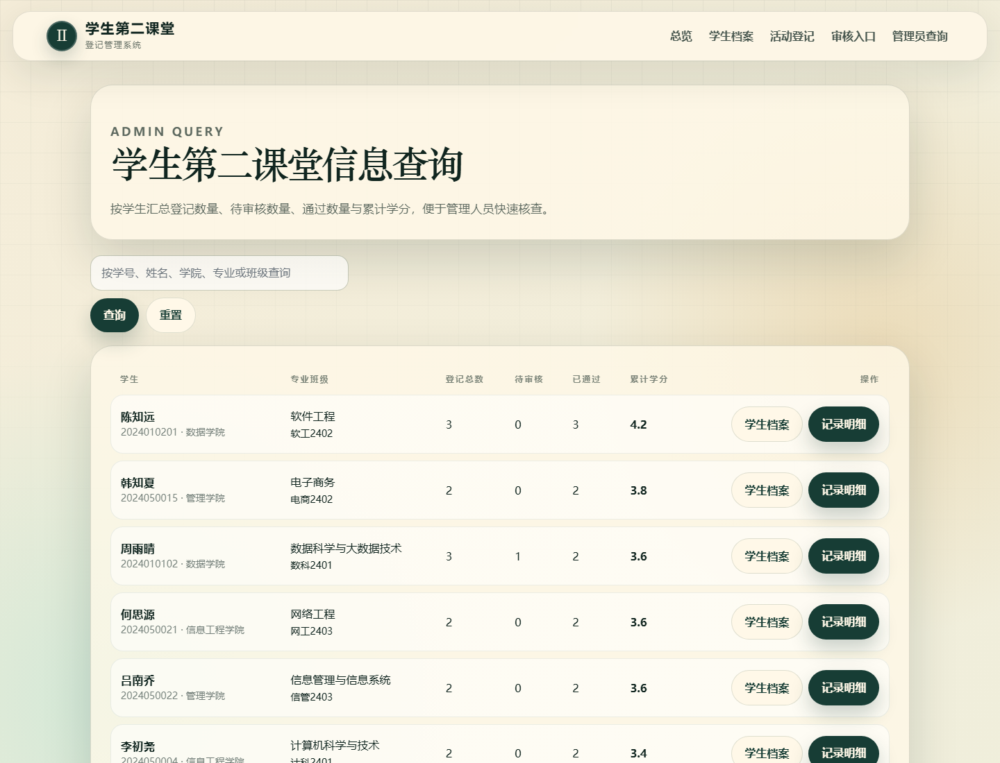 Ⅱ
学生第二课堂
登记管理系统
总览 学生档案 活动登记 审核入口 管理员查询
ADMIN QUERY
学生第二课堂信息查询
按学生汇总登记数量、待审核数量、通过数量与累计学分，便于管理人员快速核查。
按学号、姓名、学院、专业或班级查询
查询 重置
学生 专业班级 登记总数 待审核 已通过 累计学分 操作
陈知远 软件工程 3 0 3 4.2 学生档案 记录明细
2024010201 · 数据学院 软工2402
韩知夏 电子商务 2 0 2 3.8 学生档案 记录明细
2024050015 · 管理学院 电商2402
周雨晴 数据科学与大数据技术 3 1 2 3.6 学生档案 记录明细
2024010102 · 数据学院 数科2401
何思源 网络工程 2 0 2 3.6 学生档案 记录明细
2024050021 · 信息工程学院 网工2403
吕南乔 信息管理与信息系统 2 0 2 3.6 学生档案 记录明细
2024050022 · 管理学院 信管2403
李初尧 计算机科学与技术 2 0 2 3.4 学生档案 记录明细
2024050004 · 信息工程学院 计科2401